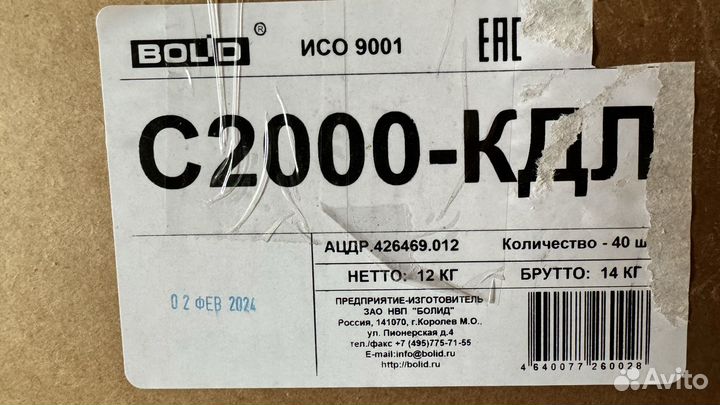 BOLID ® ИСО 9001 EAC
С2000-КДЛ
АЦДР.426469.012 Количество - 40 ш
НЕТТО: 12 КГ БРУТТО: 14 КГ
02 ФЕВ 2024
ПРЕДПРИЯТИЕ-ИЗГОТОВИТЕЛЬ
ЗАО НВП "БОЛИД"
Россия, 141070, г.Королев М.О.,
ул. Пионерская д.4
тел./факс +7 (495)775-71-55
E-mail:info@bolid.ru
http://bolid.ru
4 640077 260028
Avito